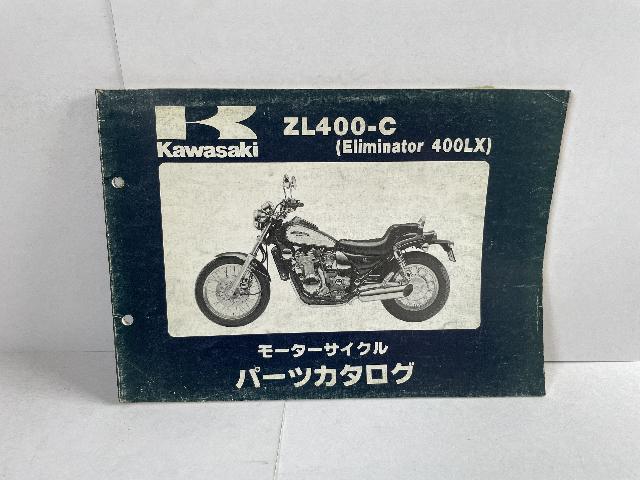 ZL400-C
Kawasaki
(Eliminator 400LX)
モーターサイクル
パーツカタログ